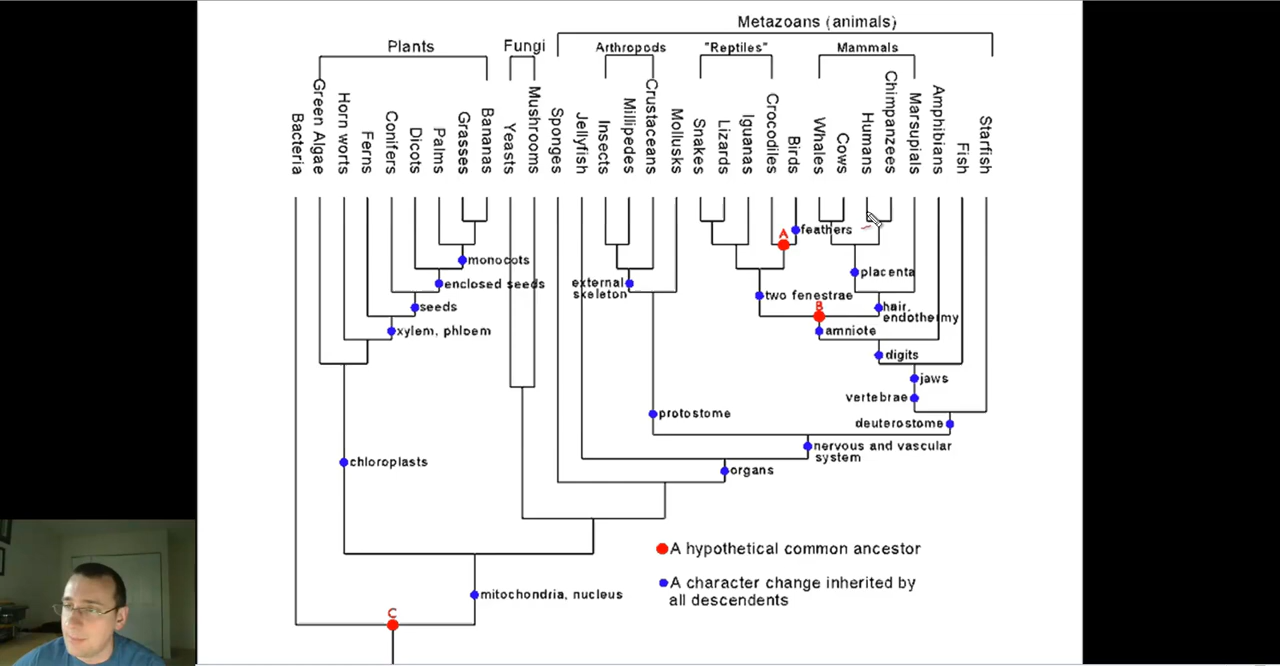 Metazoans (animals)
Plants
Fungi
Arthropods
"Reptiles"
Mammals
Bacteria
Green Algae
Horn worts
Ferns
Conifers
Dicots
Palms
Grasses
Bananas
Yeasts
Mushrooms
Sponges
Jellyfish
Insects
Millipedes
Crustaceans
Mollusks
Snakes
Lizards
Iguanas
Crocodiles
Birds
Whales
Cows
Humans
Chimpanzees
Marsupials
Amphibians
Fish
Starfish
A
feathers
monocots
placenta
enclosed seeds
external
skeleton
two fenestrae
B
seeds
hair,
endothermy
xylem, phloem
amniote
digits
jaws
vertebrae
protostome
deuterostome
nervous and vascular
system
chloroplasts
organs
A hypothetical common ancestor
A character change inherited by
all descendents
mitochondria, nucleus
C